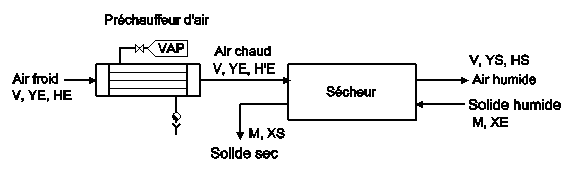 Préchauffeur d'air
VAP
Air froid
V, YE, HE
Air chaud
V, YE, H'E
Sécheur
V, YS, HS
Air humide
Solide humide
M, XE
M, XS
Solide sec